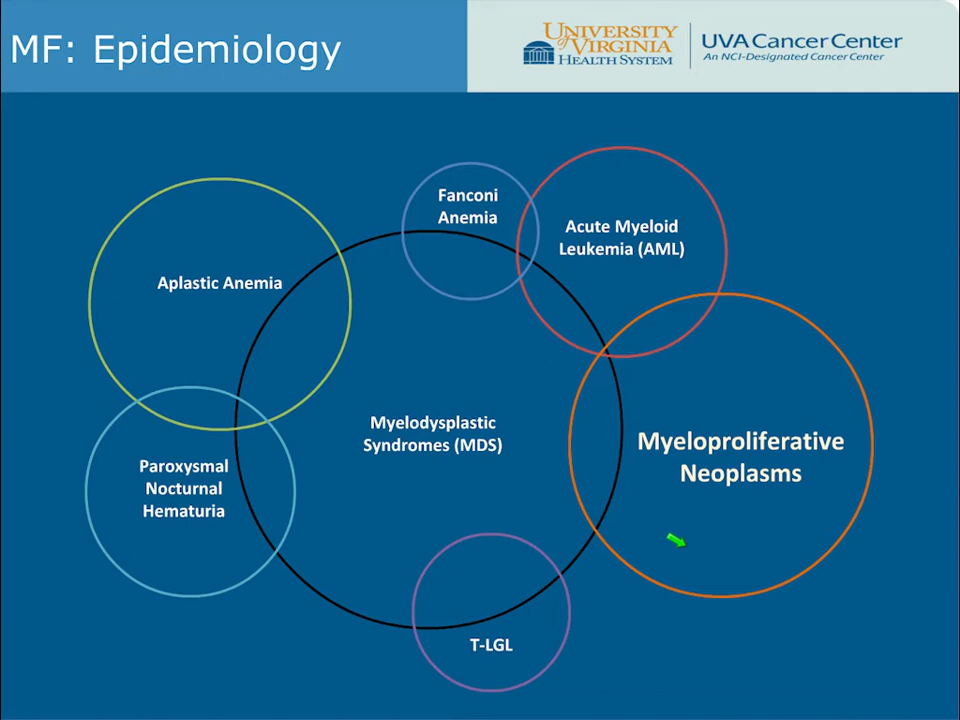 MF: Epidemiology
UNIVERSITY
of VIRGINIA
HEALTH SYSTEM
UVA Cancer Center
An NCI-Designated Cancer Center
Fanconi
Anemia
Acute Myeloid
Leukemia (AML)
Aplastic Anemia
Myelodysplastic
Syndromes (MDS)
Myeloproliferative
Neoplasms
Paroxysmal
Nocturnal
Hematuria
T-LGL